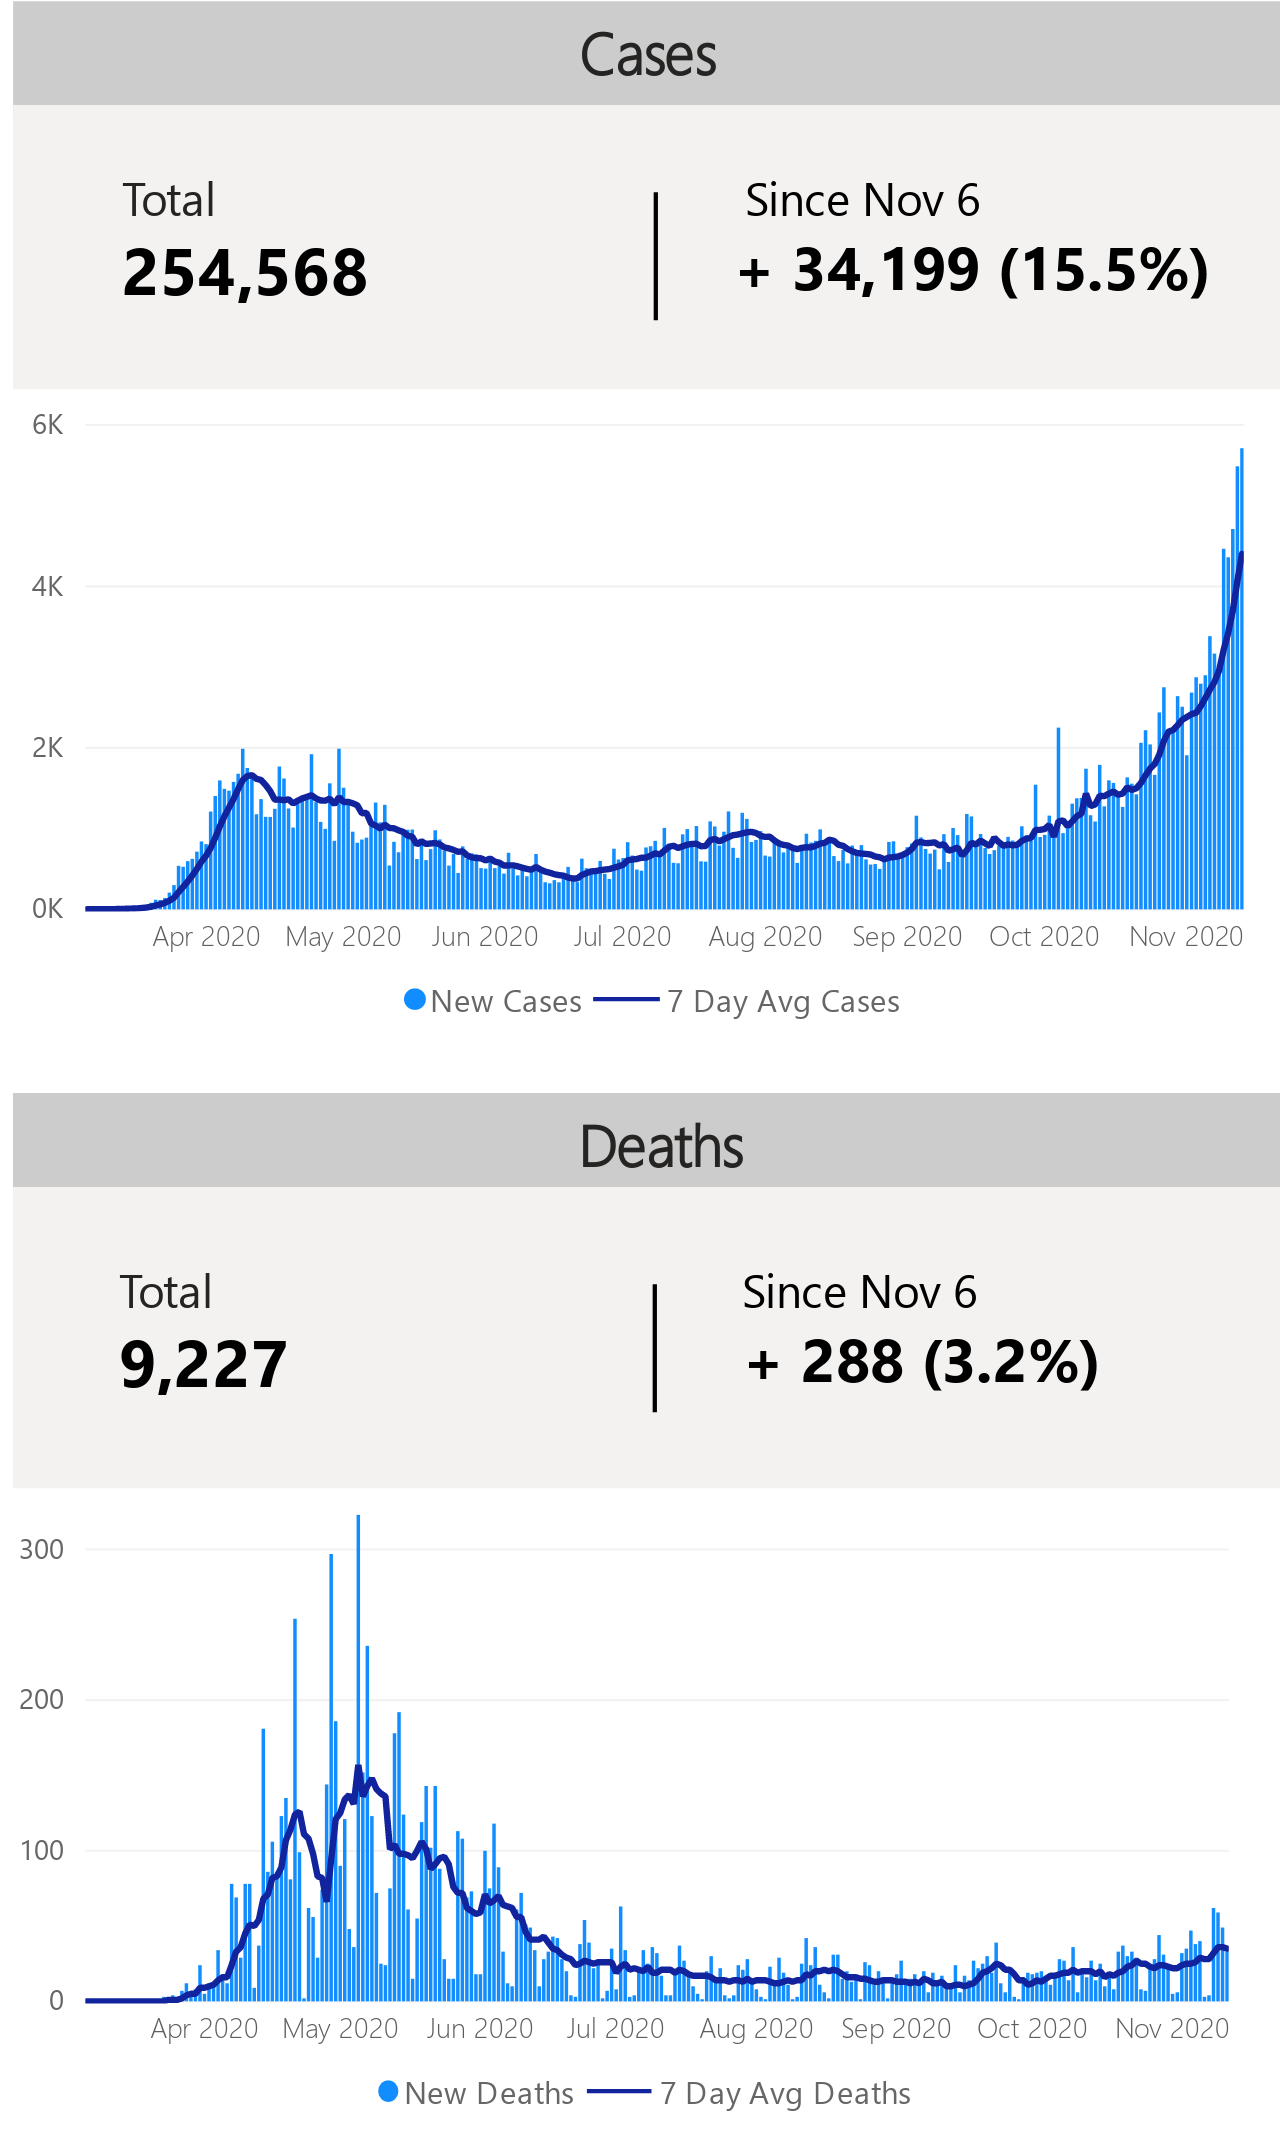 Cases
Total
Since Nov 6
254,568
+ 34,199 (15.5%)
6K
4K
2K
0K
Apr 2020 May 2020 Jun 2020 Jul 2020 Aug 2020 Sep 2020 Oct 2020 Nov 2020
New Cases 7 Day Avg Cases
Deaths
Total
Since Nov 6
9,227
+ 288 (3.2%)
300
200
100
0
Apr 2020 May 2020 Jun 2020 Jul 2020 Aug 2020 Sep 2020 Oct 2020 Nov 2020
New Deaths 7 Day Avg Deaths